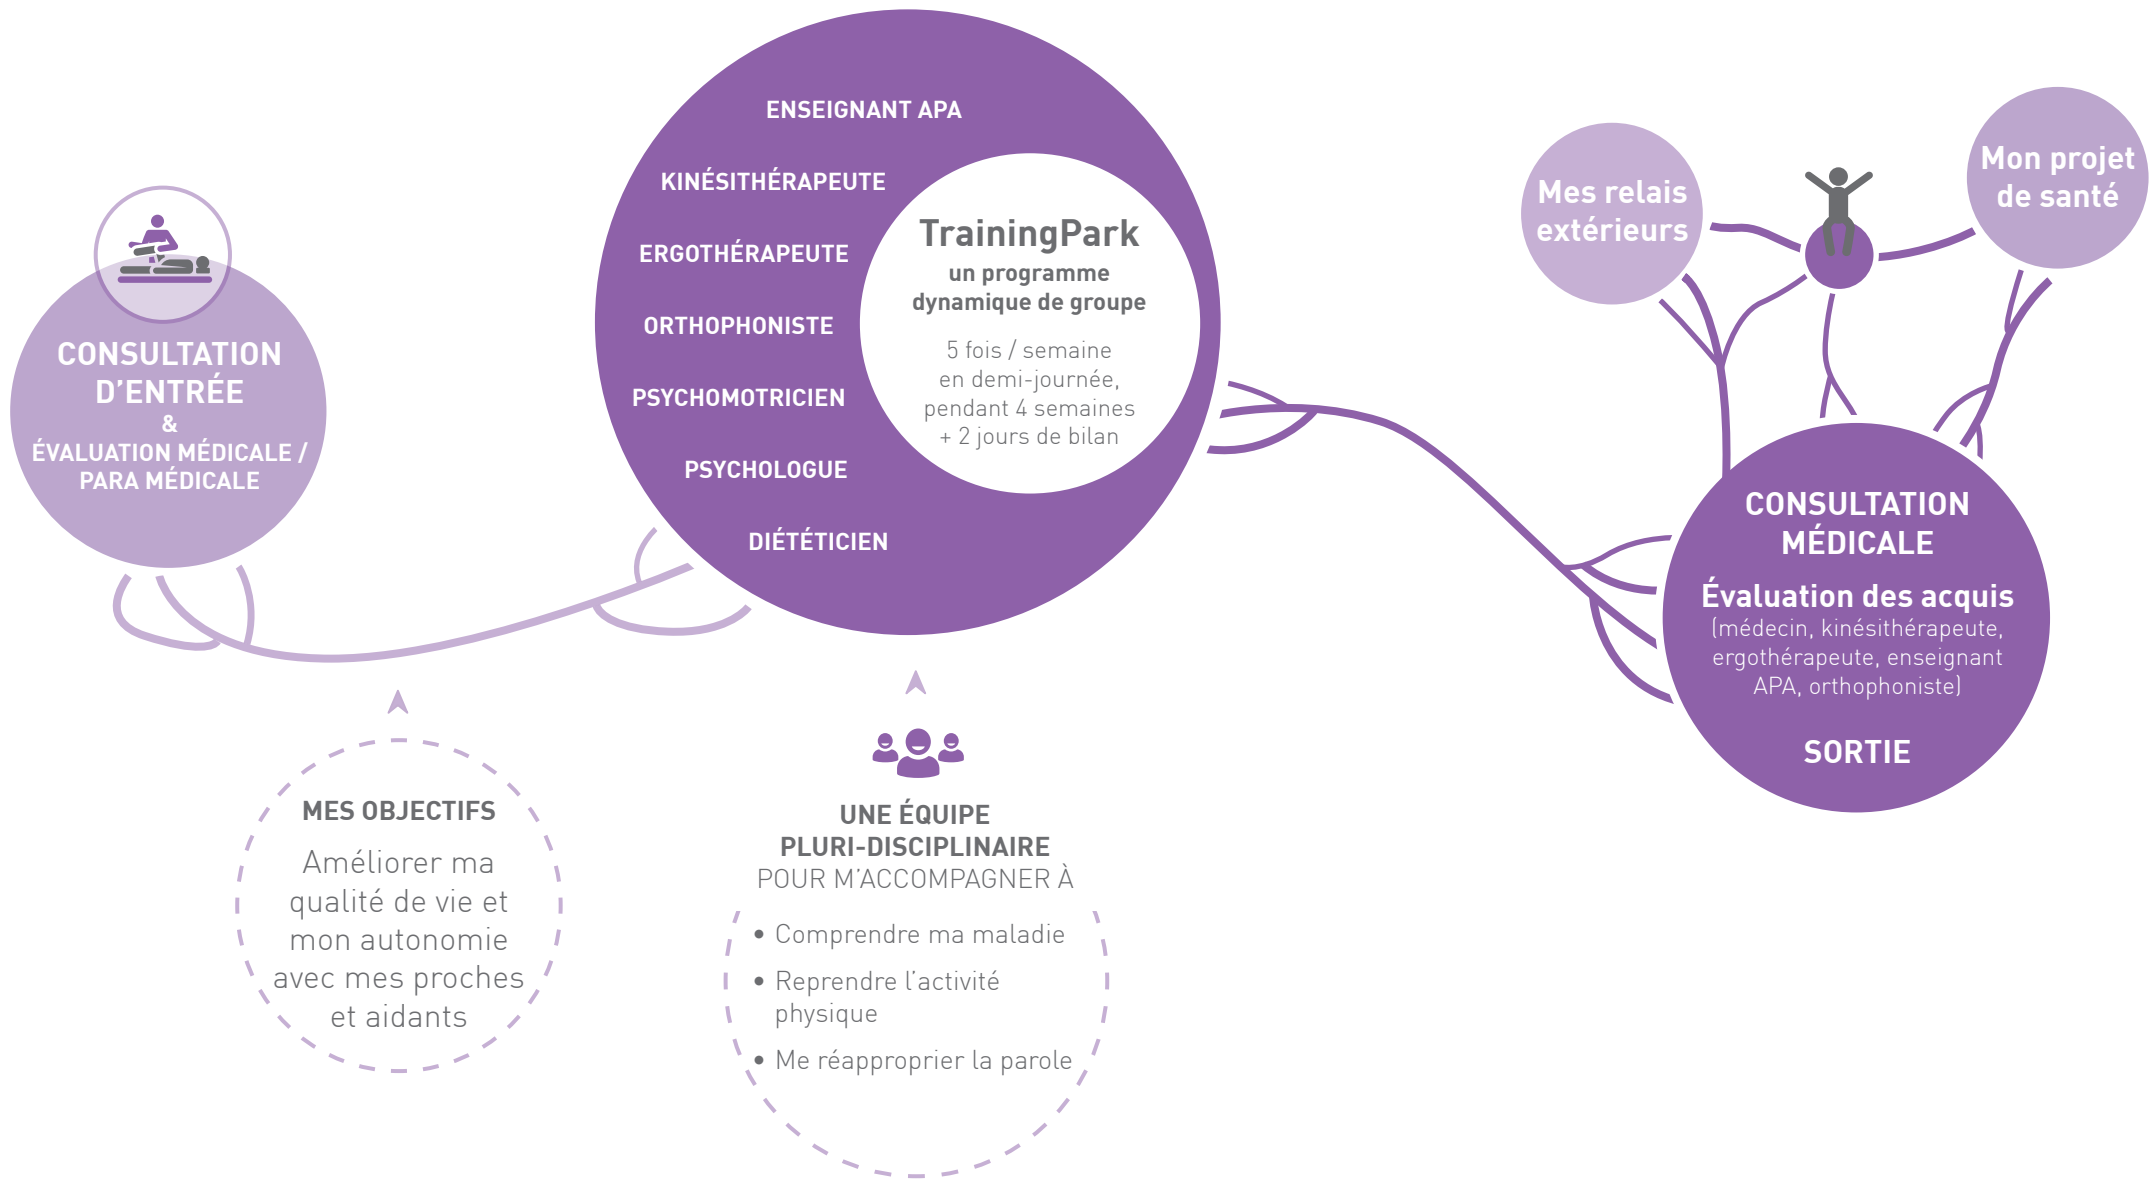 CONSULTATION
D'ENTRÉE
&
ÉVALUATION MÉDICALE /
PARA MÉDICALE
MES OBJECTIFS
Améliorer ma
qualité de vie et
mon autonomie
avec mes proches
et aidants
ENSEIGNANT APA
KINÉSITHÉRAPEUTE
ERGOTHÉRAPEUTE
ORTHOPHONISTE
PSYCHOMOTRICIEN
PSYCHOLOGUE
DIÉTÉTICIEN
TrainingPark
un programme
dynamique de groupe
5 fois / semaine
en demi-journée,
pendant 4 semaines
+ 2 jours de bilan
UNE ÉQUIPE
PLURI-DISCIPLINAIRE
POUR M'ACCOMPAGNER À
• Comprendre ma maladie
• Reprendre l'activité
physique
• Me réapproprier la parole
Mes relais
extérieurs
Mon projet
de santé
CONSULTATION
MÉDICALE
Évaluation des acquis
(médecin, kinésithérapeute,
ergothérapeute, enseignant
APA, orthophoniste)
SORTIE